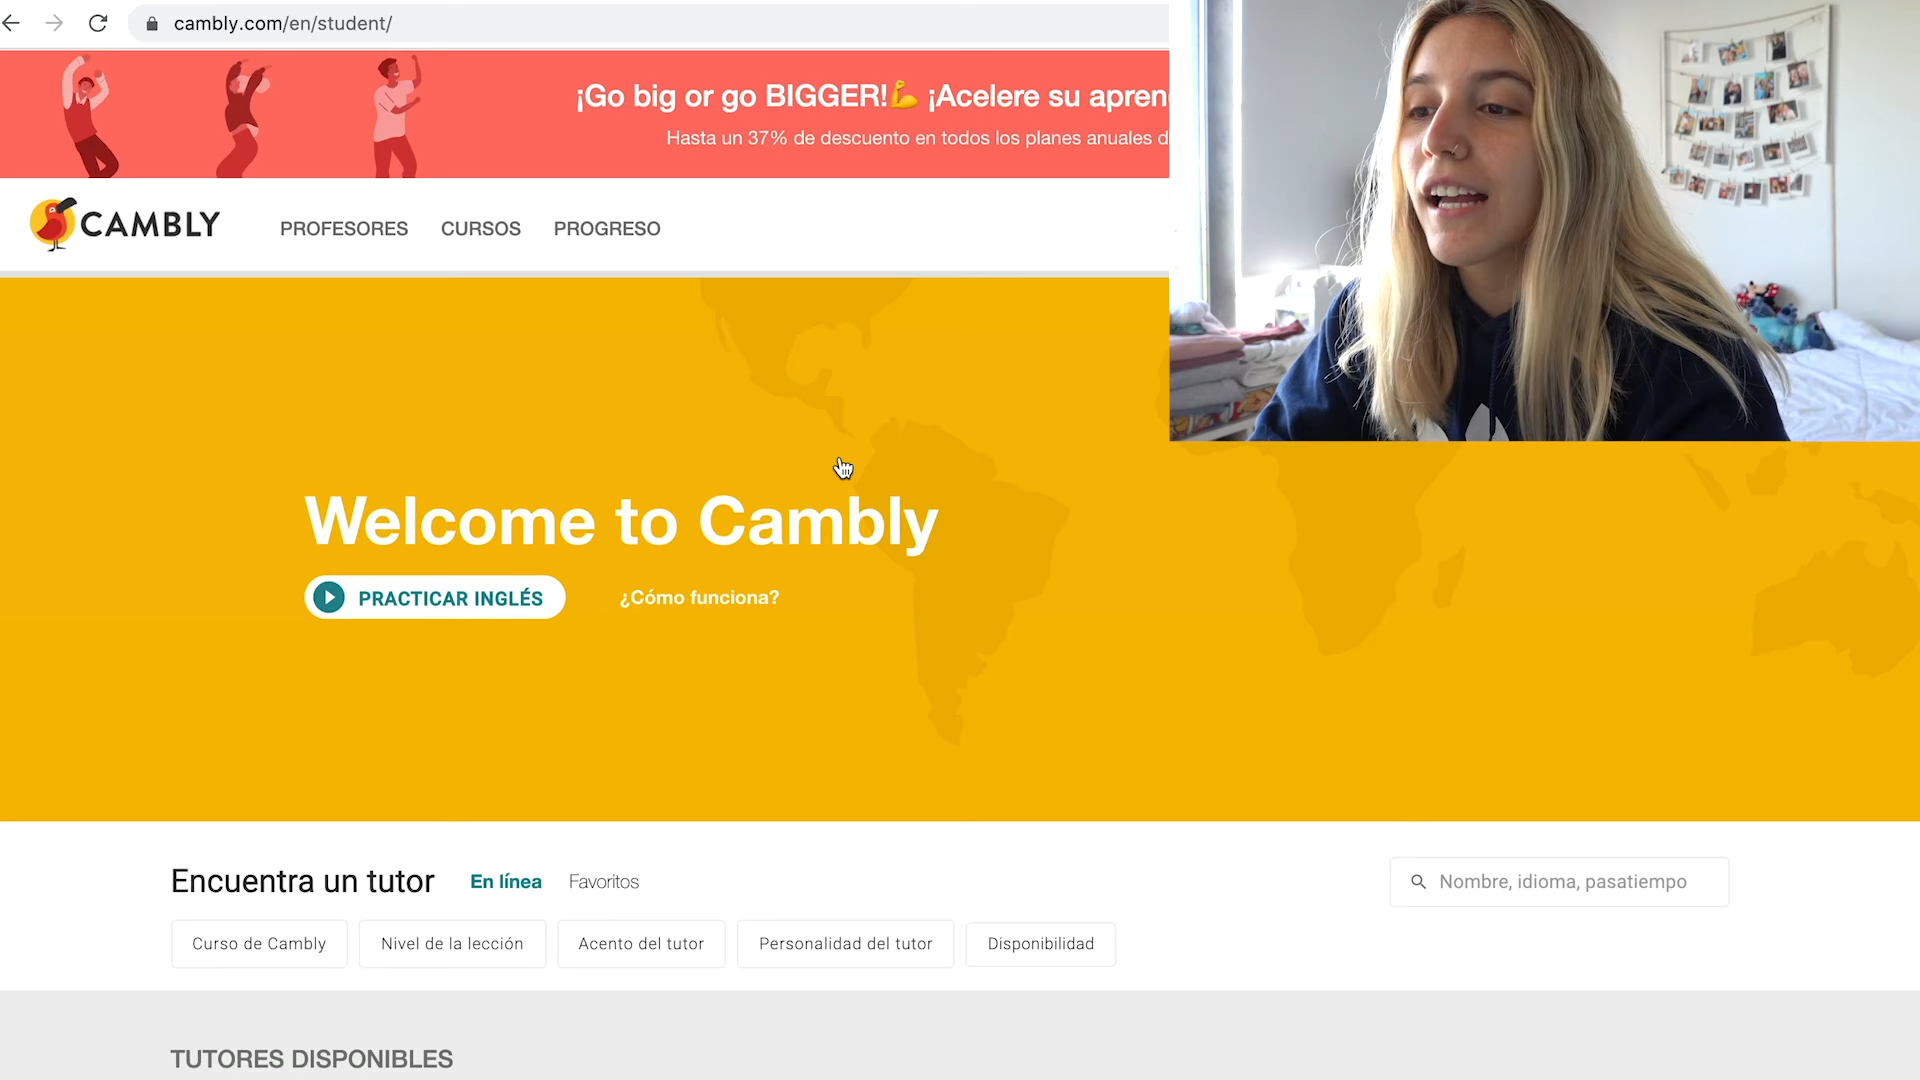 cambly.com/en/student/
¡Go big or go BIGGER!💪 ¡Acelere su apren
Hasta un 37% de descuento en todos los planes anuales d
CAMBLY
PROFESORES CURSOS PROGRESO
Welcome to Cambly
PRACTICAR INGLÉS ¿Cómo funciona?
Encuentra un tutor En línea Favoritos
Nombre, idioma, pasatiempo
Curso de Cambly Nivel de la lección Acento del tutor Personalidad del tutor Disponibilidad
TUTORES DISPONIBLES